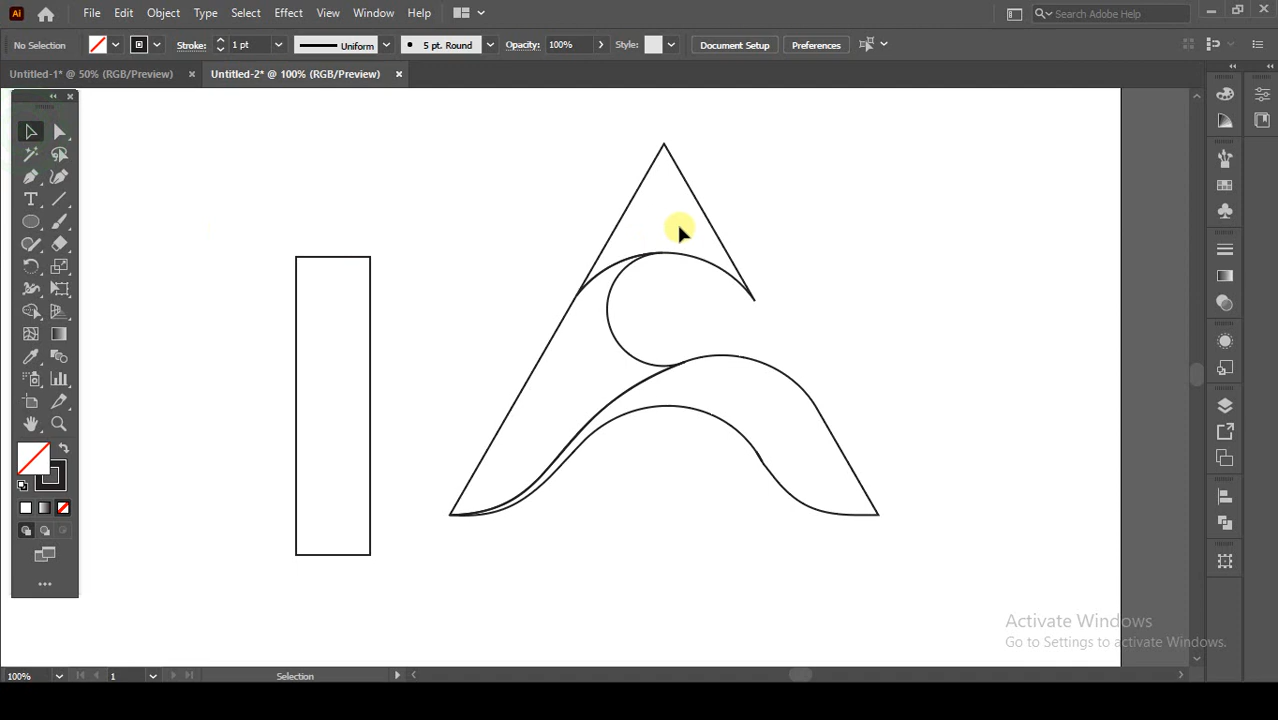 Ai File Edit Object Type Select Effect View Window Help Search Adobe Help
No Selection Stroke: 1 pt Uniform 5 pt. Round Opacity: 100% Style: Document Setup Preferences
Untitled-1* @ 50% (RGB/Preview) Untitled-2* @ 100% (RGB/Preview)
Activate Windows
Go to Settings to activate Windows.
100% 1 Selection